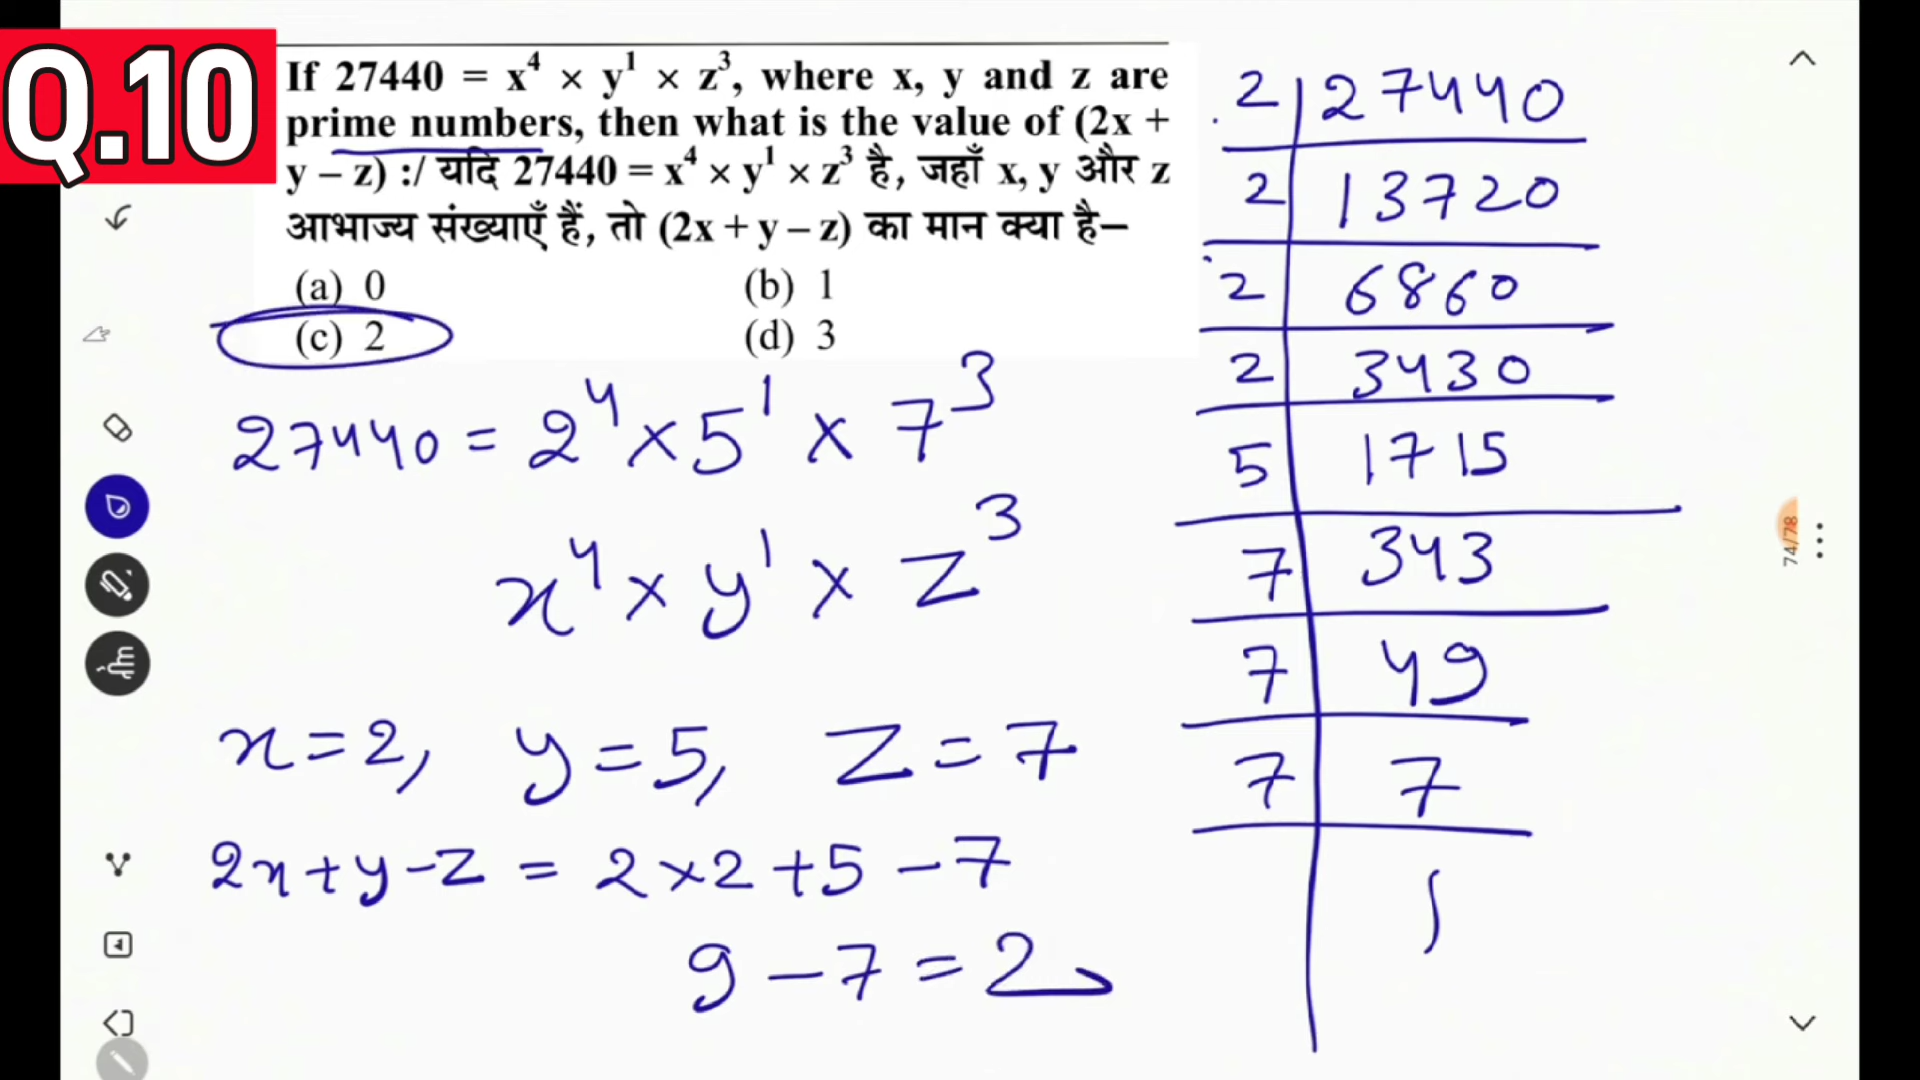 Q.10
If 27440 = x⁴ × y¹ × z³, where x, y and z are
prime numbers, then what is the value of (2x +
y – z) :/ यदि 27440 = x⁴ × y¹ × z³ है, जहाँ x, y और z
आभाज्य संख्याएँ हैं, तो (2x + y – z) का मान क्या है–
(a) 0 (b) 1
(c) 2 (d) 3
27440 = 2⁴ × 5¹ × 7³
x⁴ × y¹ × z³
x = 2, y = 5, z = 7
2x + y - z = 2 × 2 + 5 - 7
9 - 7 = 2
2 | 27440
2 | 13720
2 | 6860
2 | 3430
5 | 1715
7 | 343
7 | 49
7 | 7
1
74/78